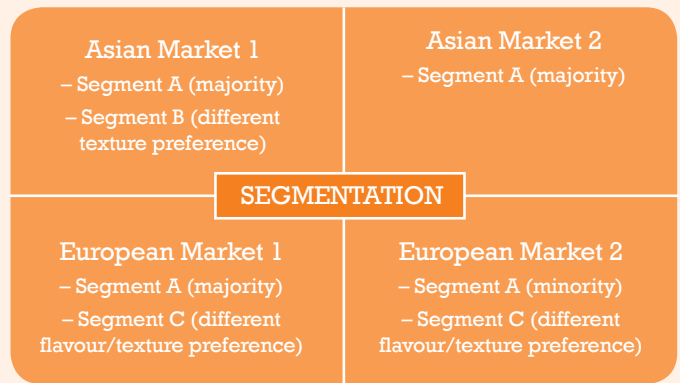 Asian Market 1
– Segment A (majority)
– Segment B (different
texture preference)
Asian Market 2
– Segment A (majority)
SEGMENTATION
European Market 1
– Segment A (majority)
– Segment C (different
flavour/texture preference)
European Market 2
– Segment A (minority)
– Segment C (different
flavour/texture preference)